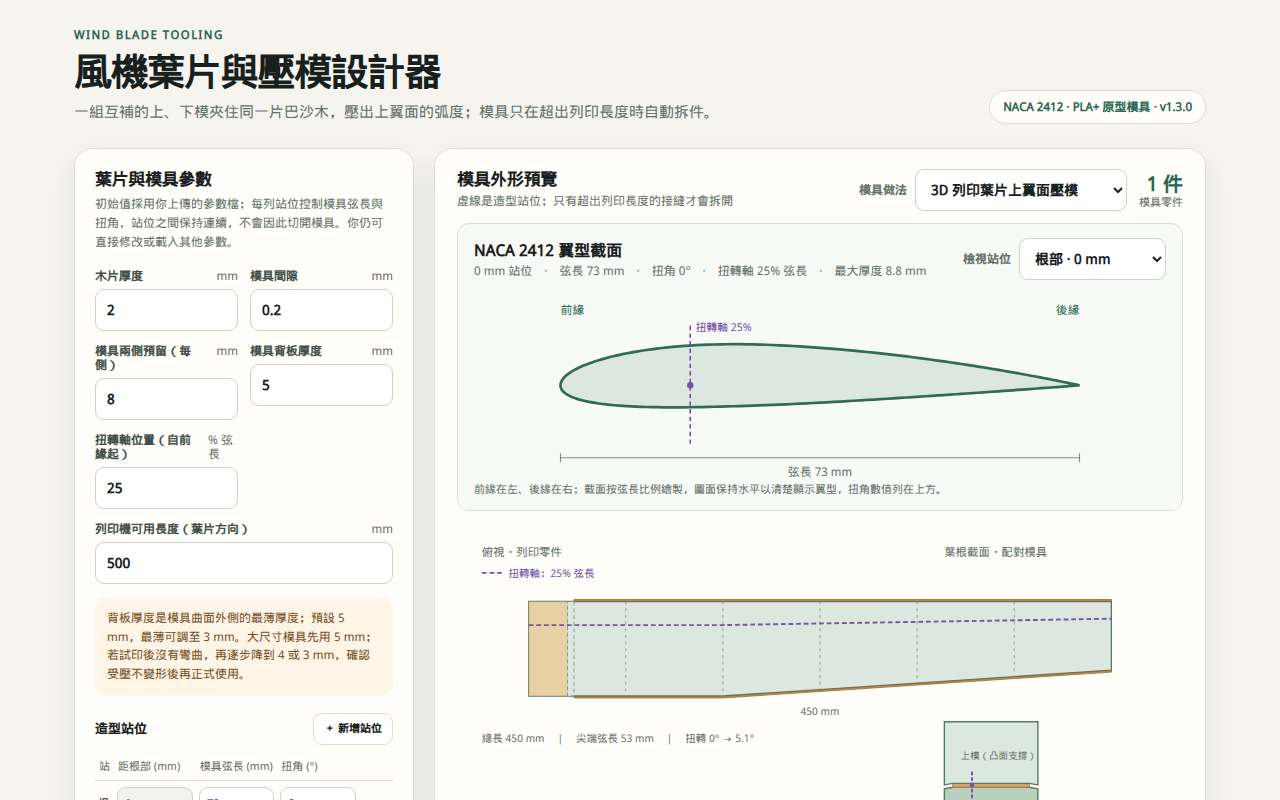 WIND BLADE TOOLING
風機葉片與壓模設計器
一組互補的上、下模夾住同一片巴沙木，壓出上翼面的弧度；模具只在超出列印長度時自動拆件。
NACA 2412 · PLA+ 原型模具 · v1.3.0
葉片與模具參數
初始值採用你上傳的參數檔；每列站位控制模具弦長與
扭角，站位之間保持連續，不會因此切開模具。你仍可
直接修改或載入其他參數。
木片厚度 mm
模具間隙 mm
2
0.2
模具兩側預留（每
側） mm
模具背板厚度 mm
8
5
扭轉軸位置（自前
緣起） % 弦
長
25
列印機可用長度（葉片方向） mm
500
背板厚度是模具曲面外側的最薄厚度；預設 5
mm，最薄可調至 3 mm。大尺寸模具先用 5 mm；
若試印後沒有彎曲，再逐步降到 4 或 3 mm，確認
受壓不變形後再正式使用。
造型站位
+ 新增站位
站 距根部 (mm) 模具弦長 (mm) 扭角 (°)
模具外形預覽
虛線是造型站位；只有超出列印長度的接縫才會拆開
模具做法
3D 列印葉片上翼面壓模
1 件
模具零件
NACA 2412 翼型截面
0 mm 站位 · 弦長 73 mm · 扭角 0° · 扭轉軸 25% 弦長 · 最大厚度 8.8 mm
檢視站位
根部 · 0 mm
前緣
後緣
扭轉軸 25%
弦長 73 mm
前緣在左、後緣在右；截面按弦長比例繪製，圖面保持水平以清楚顯示翼型，扭角數值列在上方。
俯視・列印零件
葉根截面・配對模具
扭轉軸：25% 弦長
450 mm
總長 450 mm | 尖端弦長 53 mm | 扭轉 0° → 5.1°
上模（凸面支撐）